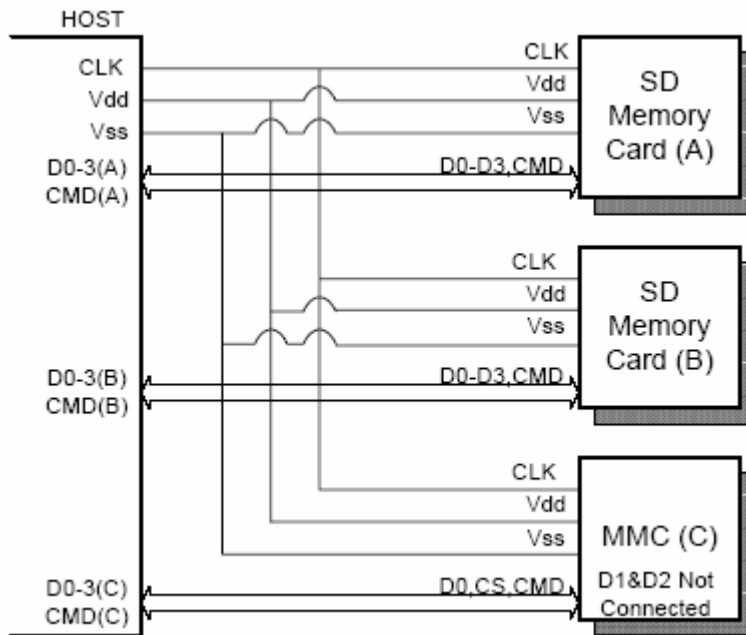 HOST
CLK
Vdd
Vss
D0-3(A)
CMD(A)
CLK
Vdd
Vss
D0-D3,CMD
SD
Memory
Card (A)
D0-3(B)
CMD(B)
CLK
Vdd
Vss
D0-D3,CMD
SD
Memory
Card (B)
D0-3(C)
CMD(C)
CLK
Vdd
Vss
D0,CS,CMD
MMC (C)
D1&D2 Not
Connected